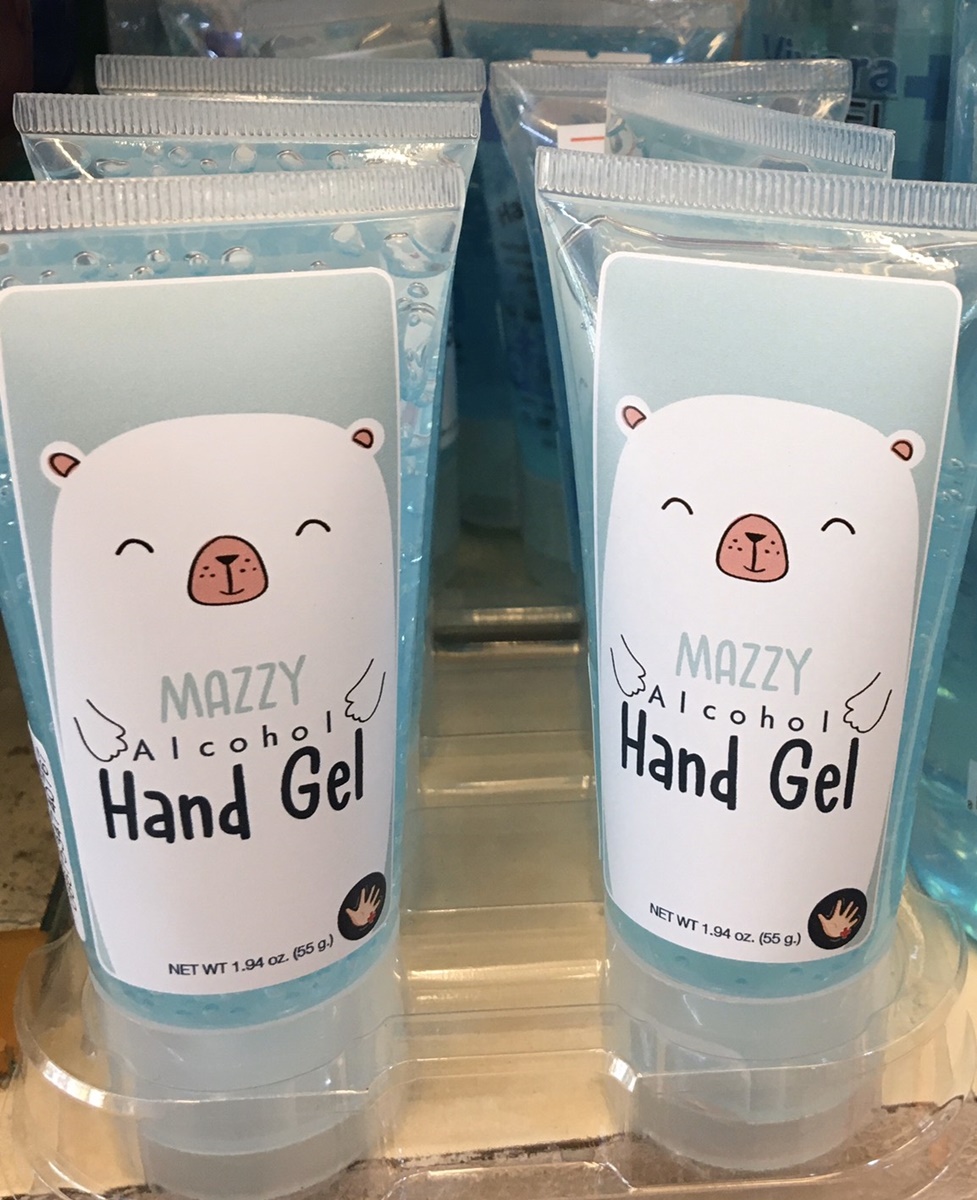 MAZZY
Alcohol
Hand Gel
NET WT 1.94 oz. (55 g.)
MAZZY
Alcohol
Hand Gel
NET WT 1.94 oz. (55 g.)